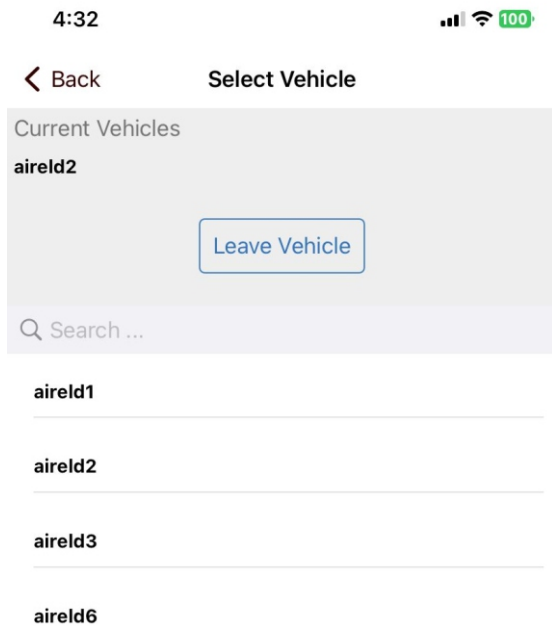 4:32
100
Back
Select Vehicle
Current Vehicles
aireld2
Leave Vehicle
Search ...
aireld1
aireld2
aireld3
aireld6